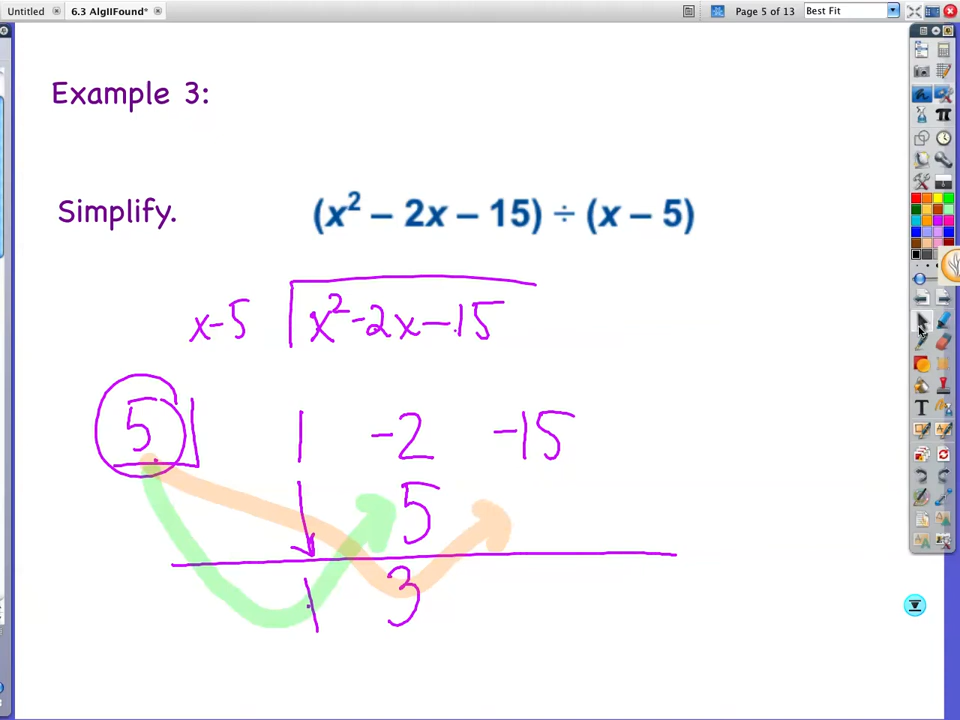 Untitled 6.3 AlgIIFound* Page 5 of 13 Best Fit
Example 3:
Simplify. (x² – 2x – 15) ÷ (x – 5)
x-5 x²-2x-15
5 1 -2 -15
5
1 3